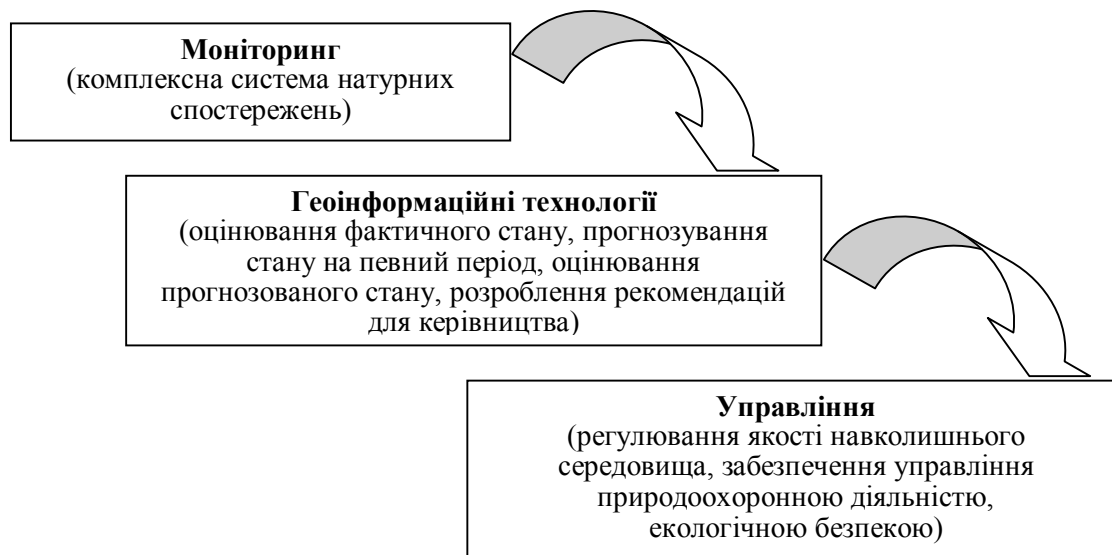 Моніторинг
(комплексна система натурних
спостережень)
Геоінформаційні технології
(оцінювання фактичного стану, прогнозування
стану на певний період, оцінювання
прогнозованого стану, розроблення рекомендацій
для керівництва)
Управління
(регулювання якості навколишнього
середовища, забезпечення управління
природоохоронною діяльністю,
екологічною безпекою)